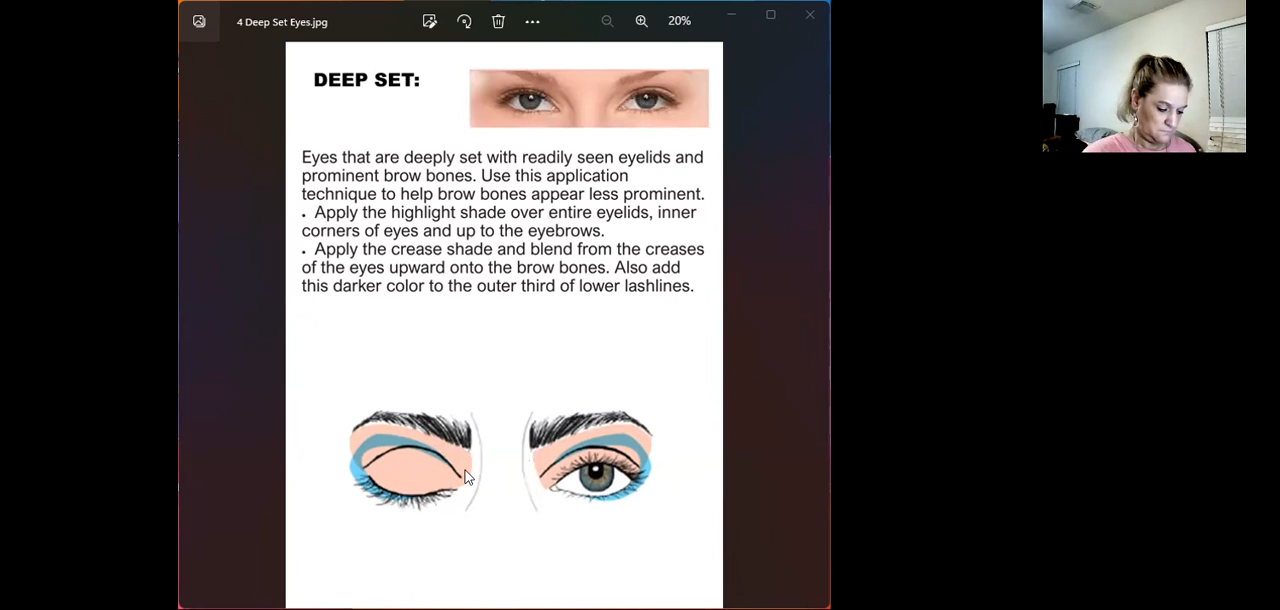 4 Deep Set Eyes.jpg
20%
DEEP SET:
Eyes that are deeply set with readily seen eyelids and
prominent brow bones. Use this application
technique to help brow bones appear less prominent.
• Apply the highlight shade over entire eyelids, inner
corners of eyes and up to the eyebrows.
• Apply the crease shade and blend from the creases
of the eyes upward onto the brow bones. Also add
this darker color to the outer third of lower lashlines.